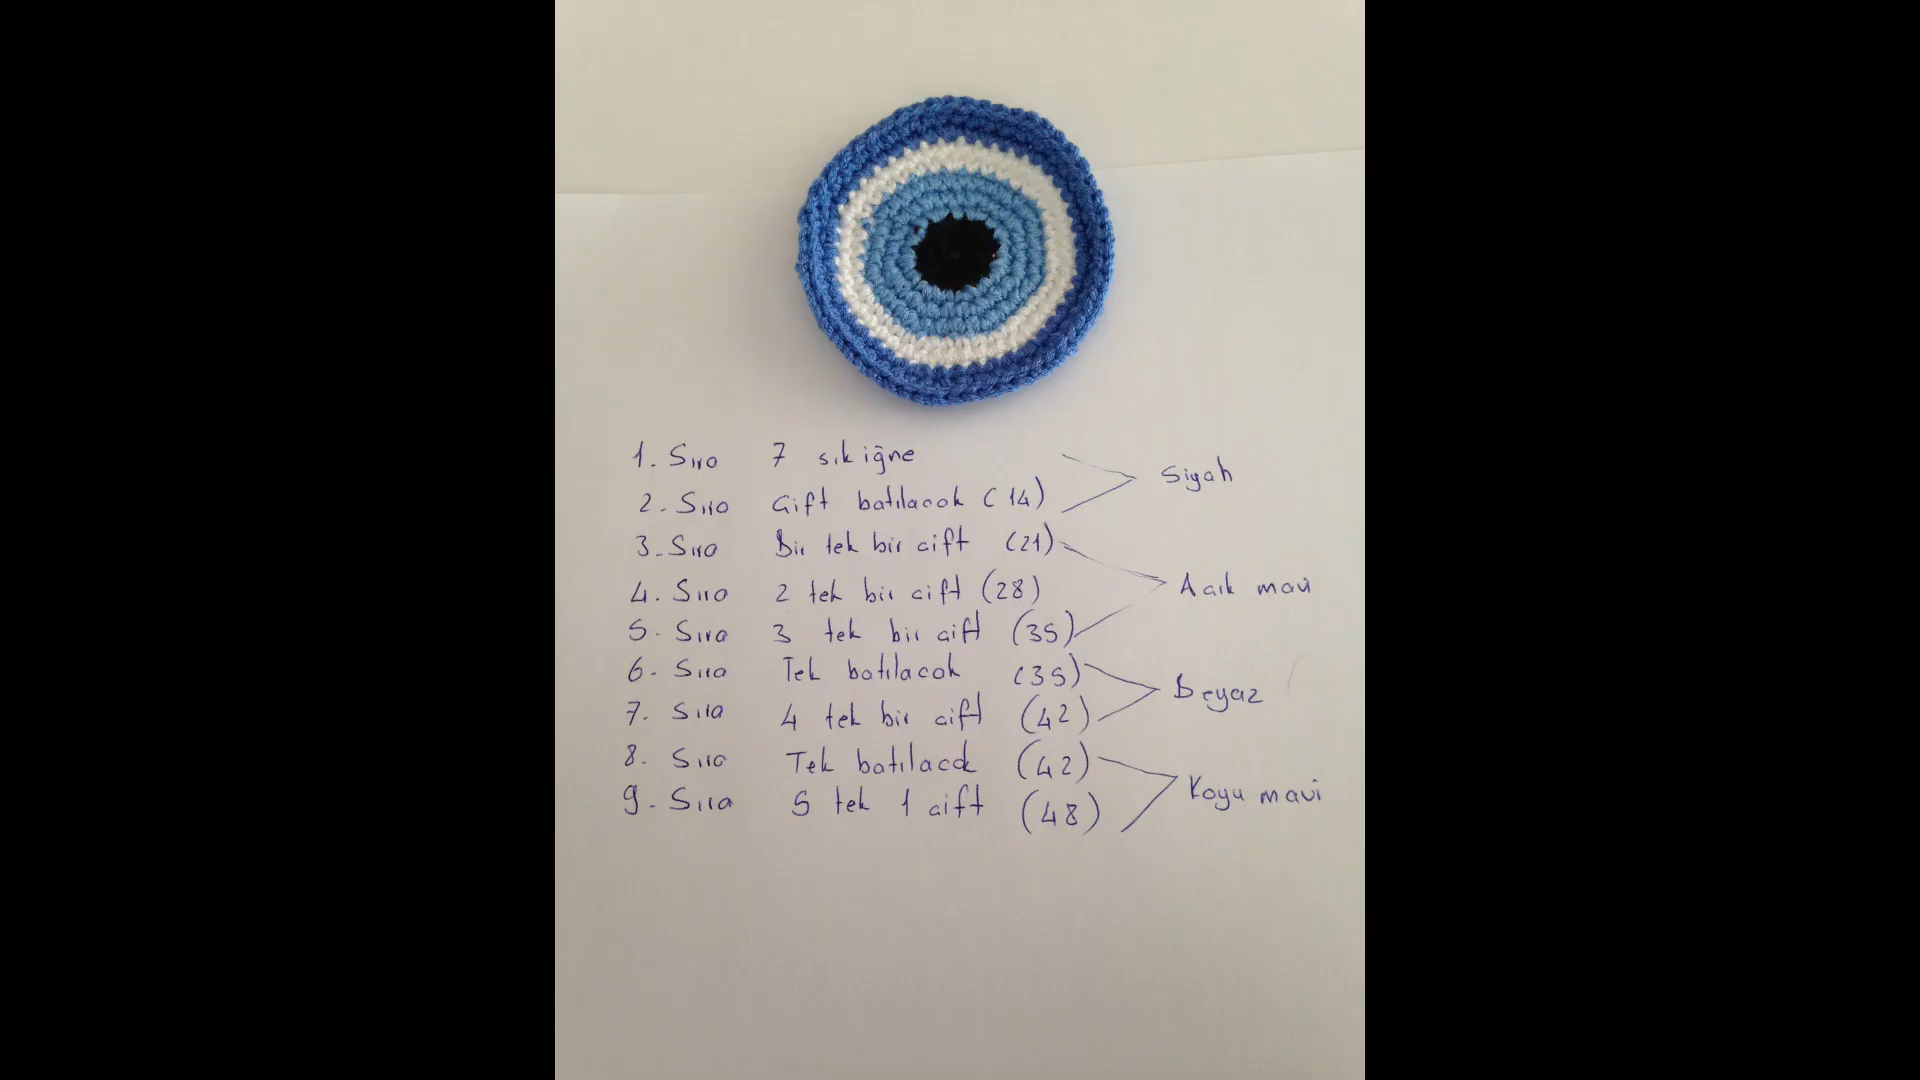 1. Sıra 7 sık iğne
2. Sıra Çift batılacak (14) Siyah
3. Sıra Bir tek bir çift (21)
4. Sıra 2 tek bir çift (28) Açık mavi
5. Sıra 3 tek bir çift (35)
6. Sıra Tek batılacak (35)
7. Sıra 4 tek bir çift (42) Beyaz
8. Sıra Tek batılacak (42)
9. Sıra 5 tek 1 çift (48) Koyu mavi